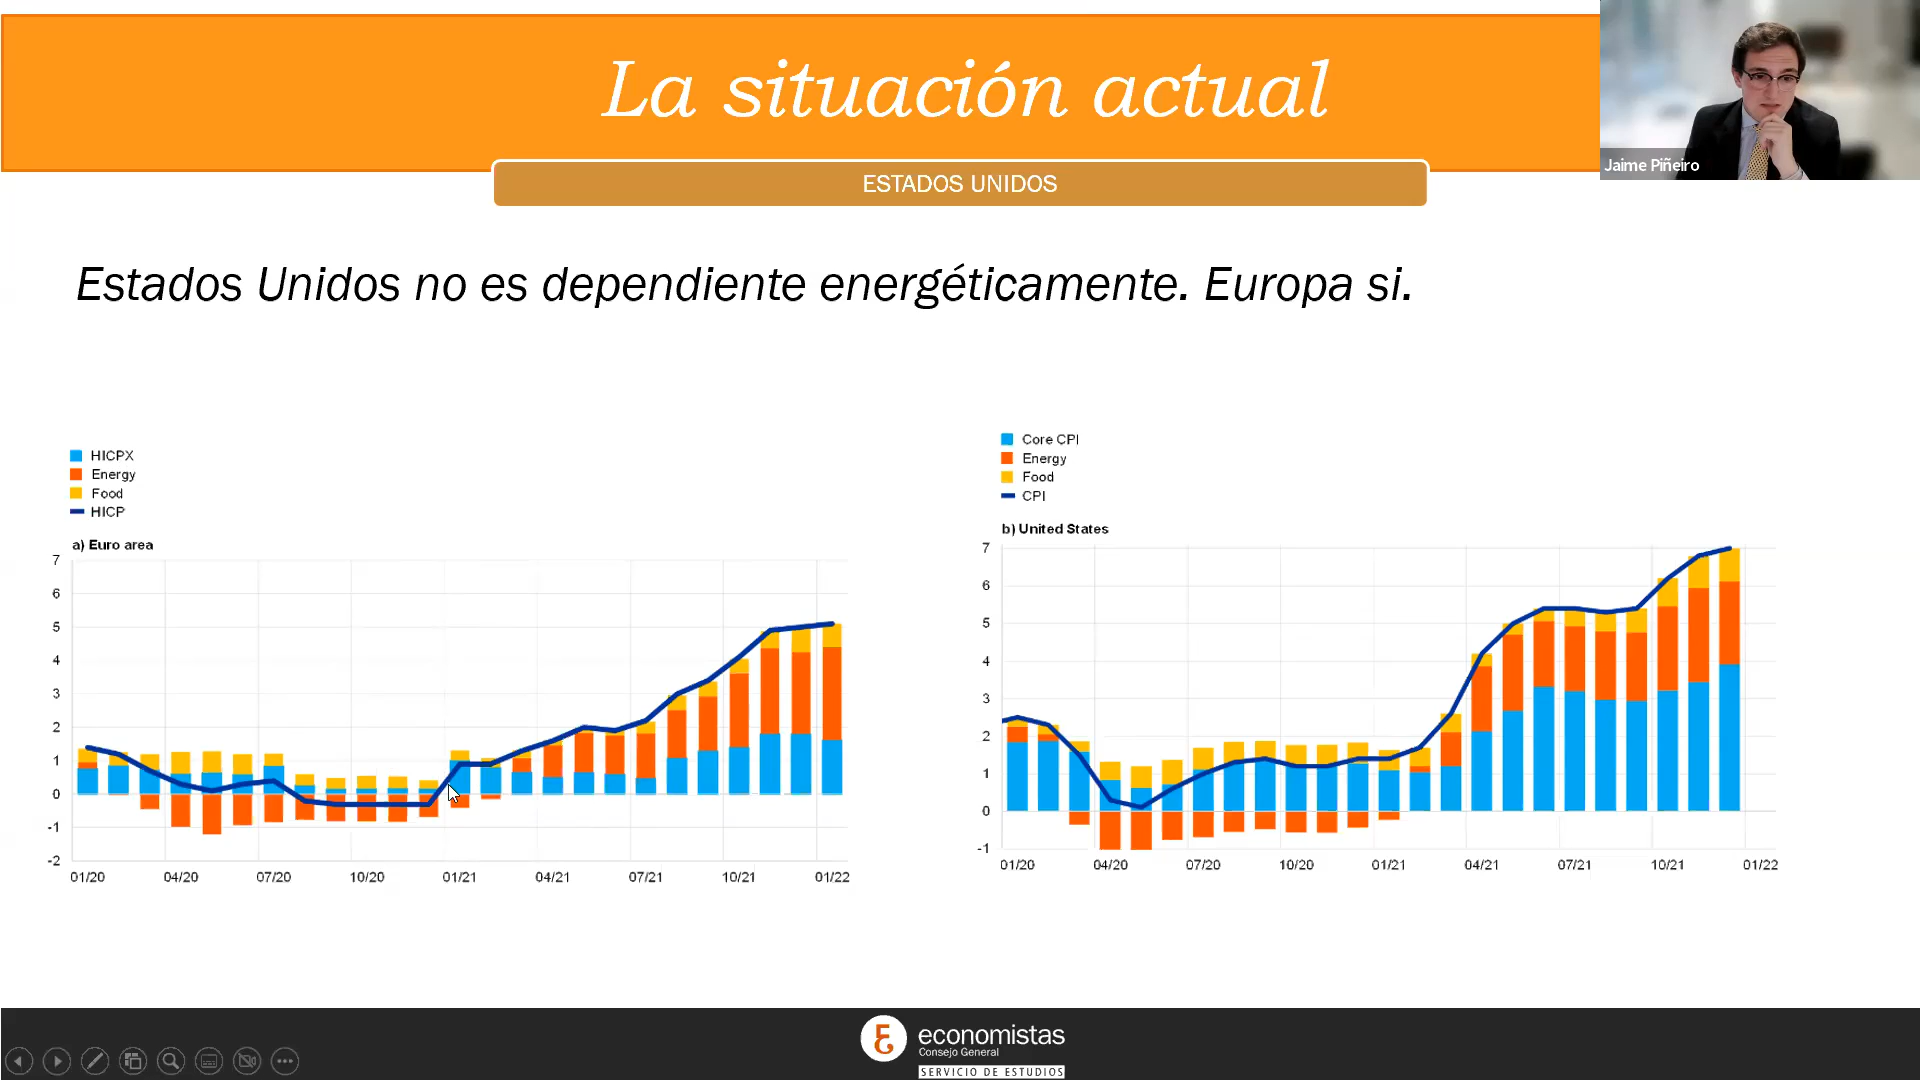 La situación actual
Jaime Piñeiro
ESTADOS UNIDOS
Estados Unidos no es dependiente energéticamente. Europa si.
HICPX
Energy
Food
HICP
a) Euro area
7
6
5
4
3
2
1
0
-1
-2
01/20 04/20 07/20 10/20 01/21 04/21 07/21 10/21 01/22
Core CPI
Energy
Food
CPI
b) United States
7
6
5
4
3
2
1
0
-1
01/20 04/20 07/20 10/20 01/21 04/21 07/21 10/21 01/22
economistas
Consejo General
SERVICIO DE ESTUDIOS